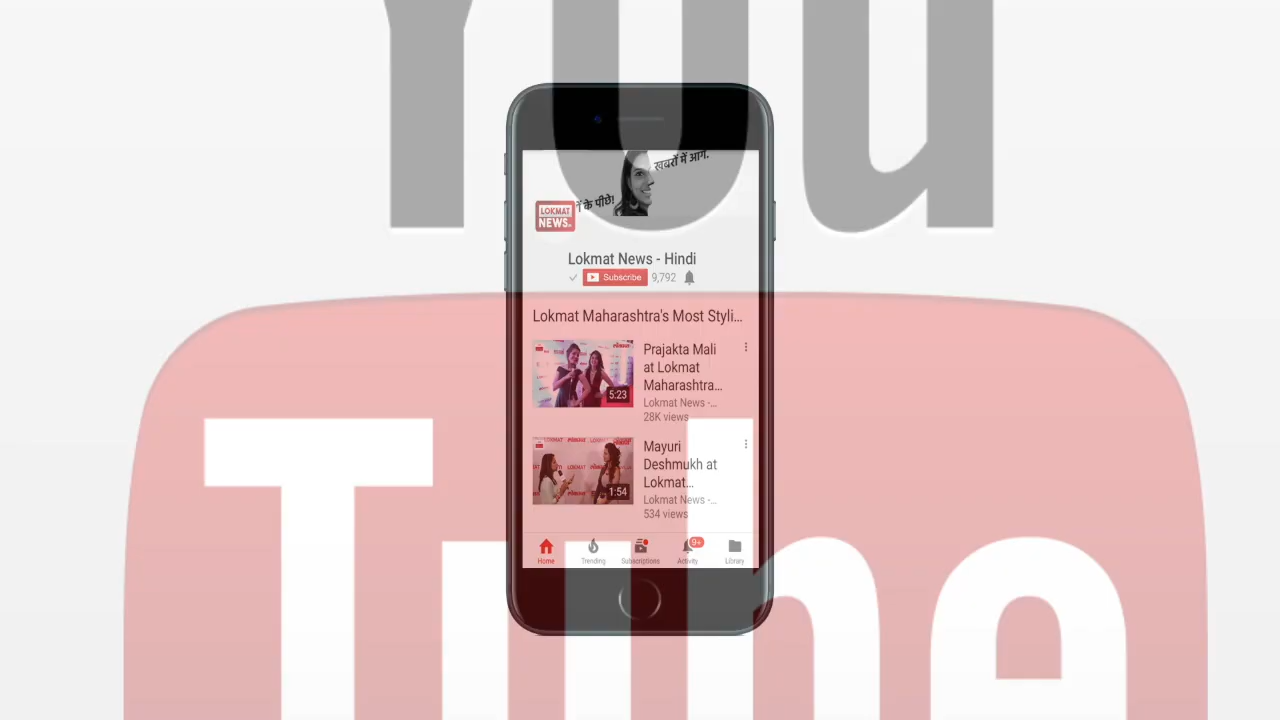 You
Tube
खबरों में आगे,
के पीछे!
LOKMAT
NEWS
Lokmat News - Hindi
Subscribe 9,792
Lokmat Maharashtra's Most Styli...
Prajakta Mali
at Lokmat
Maharashtra...
Lokmat News -...
28K views
5:23
Mayuri
Deshmukh at
Lokmat...
Lokmat News -...
534 views
1:54
9+
Home Trending Subscriptions Activity Library